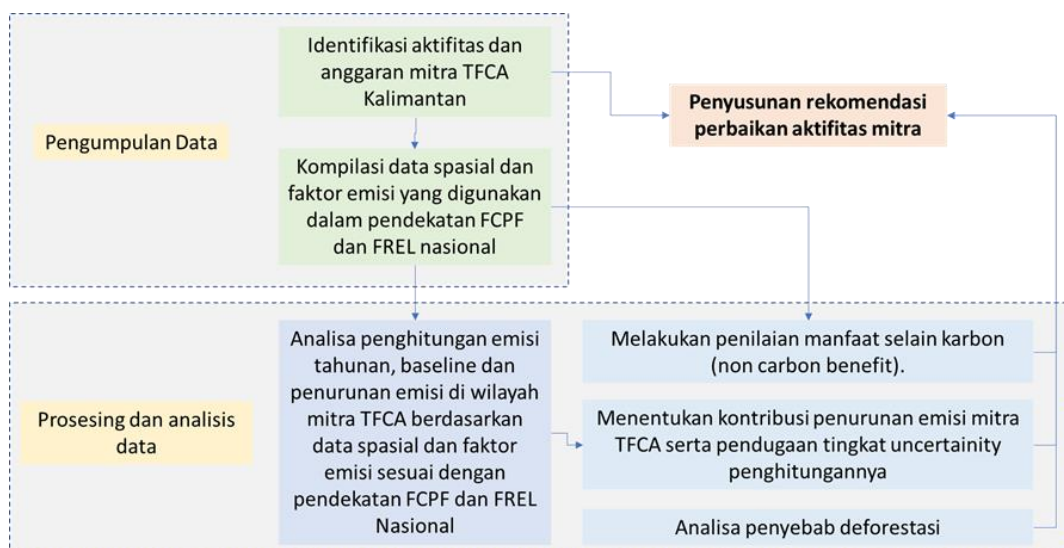 Identifikasi aktifitas dan
anggaran mitra TFCA
Kalimantan
Penyusunan rekomendasi
perbaikan aktifitas mitra
Pengumpulan Data
Kompilasi data spasial dan
faktor emisi yang digunakan
dalam pendekatan FCPF
dan FREL nasional
Analisa penghitungan emisi
tahunan, baseline dan
penurunan emisi di wilayah
mitra TFCA berdasarkan
data spasial dan faktor
emisi sesuai dengan
pendekatan FCPF dan FREL
Nasional
Melakukan penilaian manfaat selain karbon
(non carbon benefit).
Prosesing dan analisis
data
Menentukan kontribusi penurunan emisi mitra
TFCA serta pendugaan tingkat uncertainity
penghitungannya
Analisa penyebab deforestasi